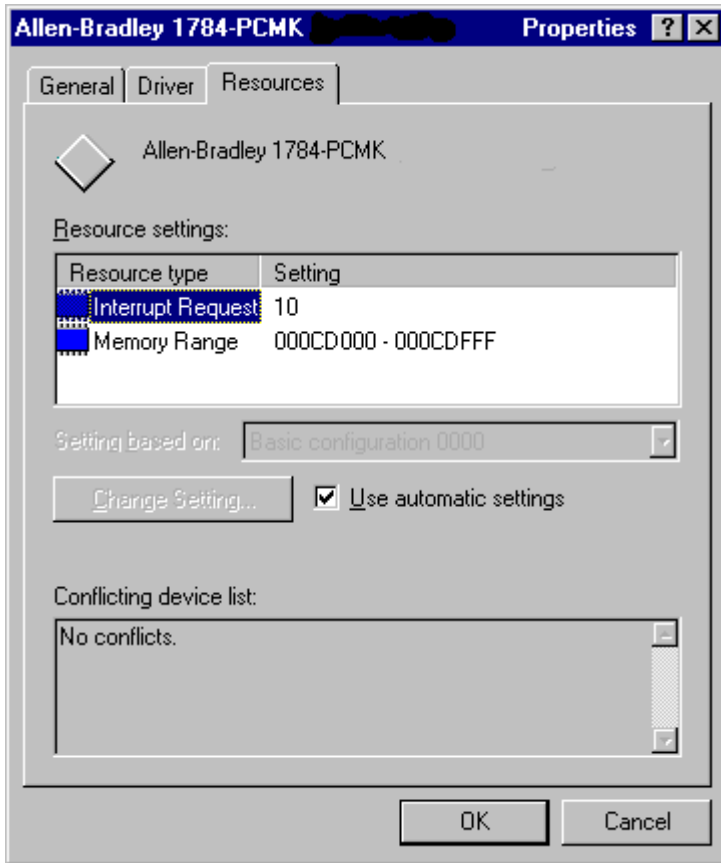 Allen-Bradley 1784-PCMK Properties ? ×
General Driver Resources
Allen-Bradley 1784-PCMK
Resource settings:
Resource type Setting
Interrupt Request 10
Memory Range 000CD000 - 000CDFFF
Setting based on: Basic configuration 0000
Change Setting... Use automatic settings
Conflicting device list:
No conflicts.
OK Cancel